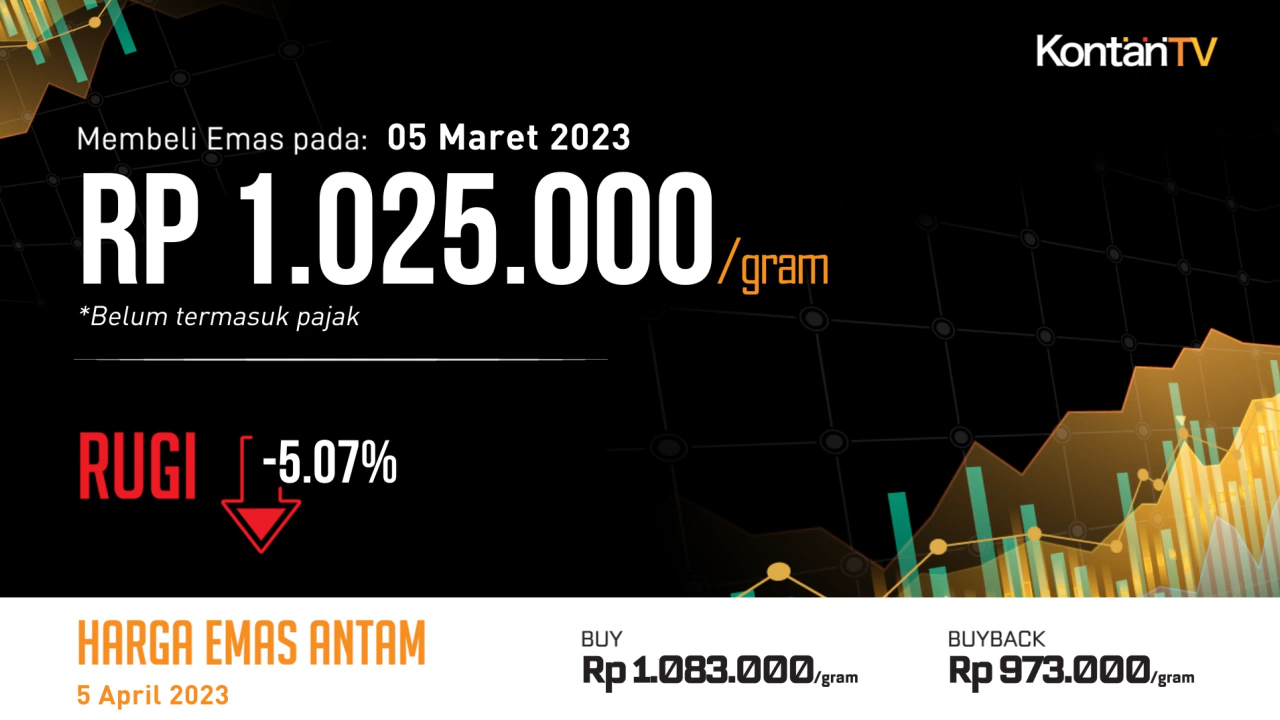 KontanTV
Membeli Emas pada: 05 Maret 2023
RP 1.025.000/gram
*Belum termasuk pajak
RUGI -5.07%
HARGA EMAS ANTAM
5 April 2023
BUY
Rp 1.083.000/gram
BUYBACK
Rp 973.000/gram